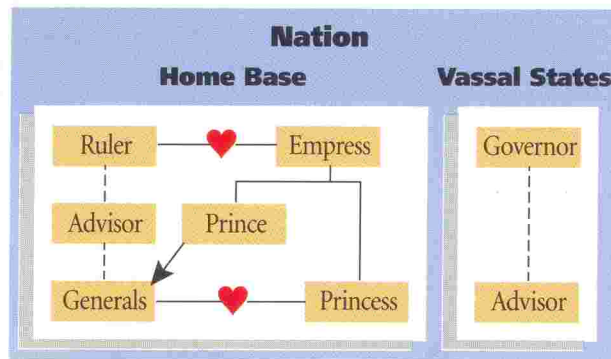 Nation
Home Base
Vassal States
Ruler
Empress
Governor
Advisor
Prince
Generals
Princess
Advisor